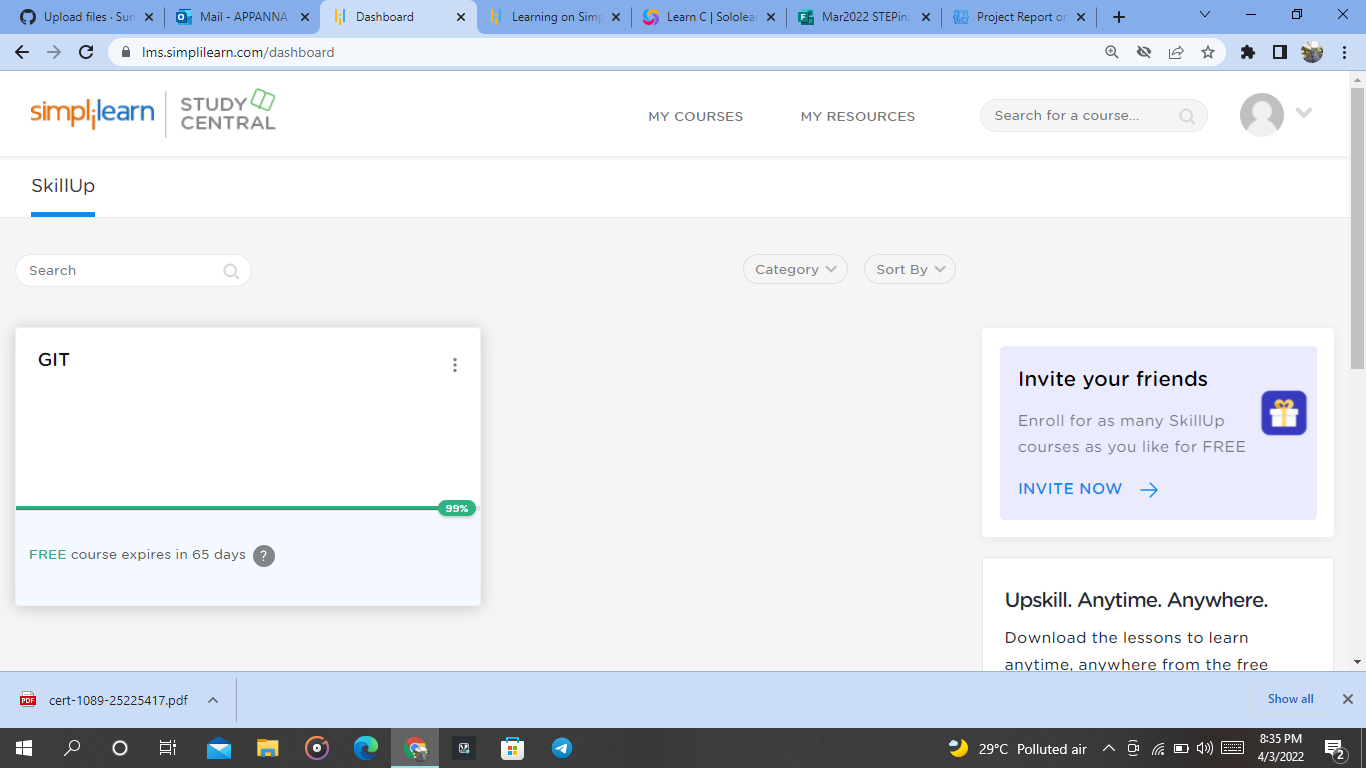 Upload files · Sun
Mail - APPANNA
Dashboard
Learning on Simp
Learn C | Sololea
Mar2022 STEPin
Project Report on
lms.simplilearn.com/dashboard
simplilearn
STUDY
CENTRAL
MY COURSES
MY RESOURCES
Search for a course...
SkillUp
Search
Category
Sort By
GIT
99%
FREE course expires in 65 days ?
Invite your friends
Enroll for as many SkillUp
courses as you like for FREE
INVITE NOW
Upskill. Anytime. Anywhere.
Download the lessons to learn
anytime, anywhere from the free
PDF
cert-1089-25225417.pdf
Show all
29°C Polluted air
8:35 PM
4/3/2022
2